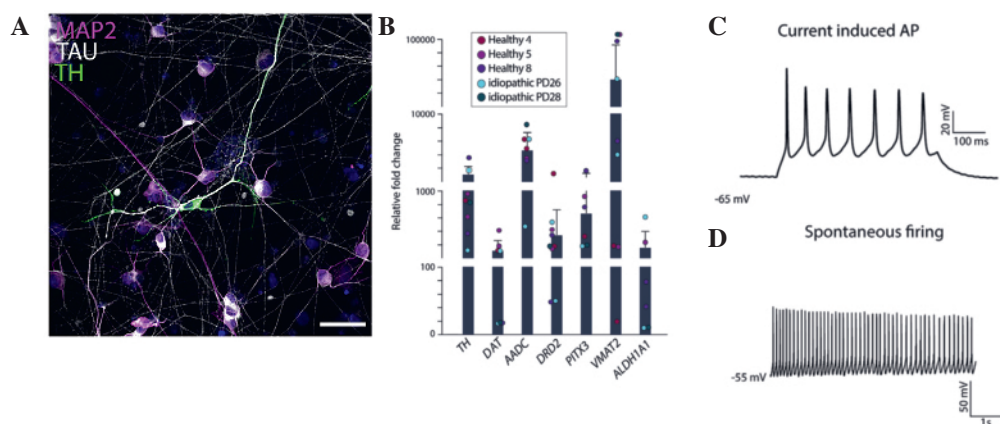 A
MAP2
TAU
TH
B
Relative fold change
100000
10000
1000
100
0
Healthy 4
Healthy 5
Healthy 8
idiopathic PD26
idiopathic PD28
TH
DAT
AADC
DRD2
PITX3
VMAT2
ALDH1A1
C
Current induced AP
20 mV
100 ms
-65 mV
D
Spontaneous firing
-55 mV
50 mV
1s